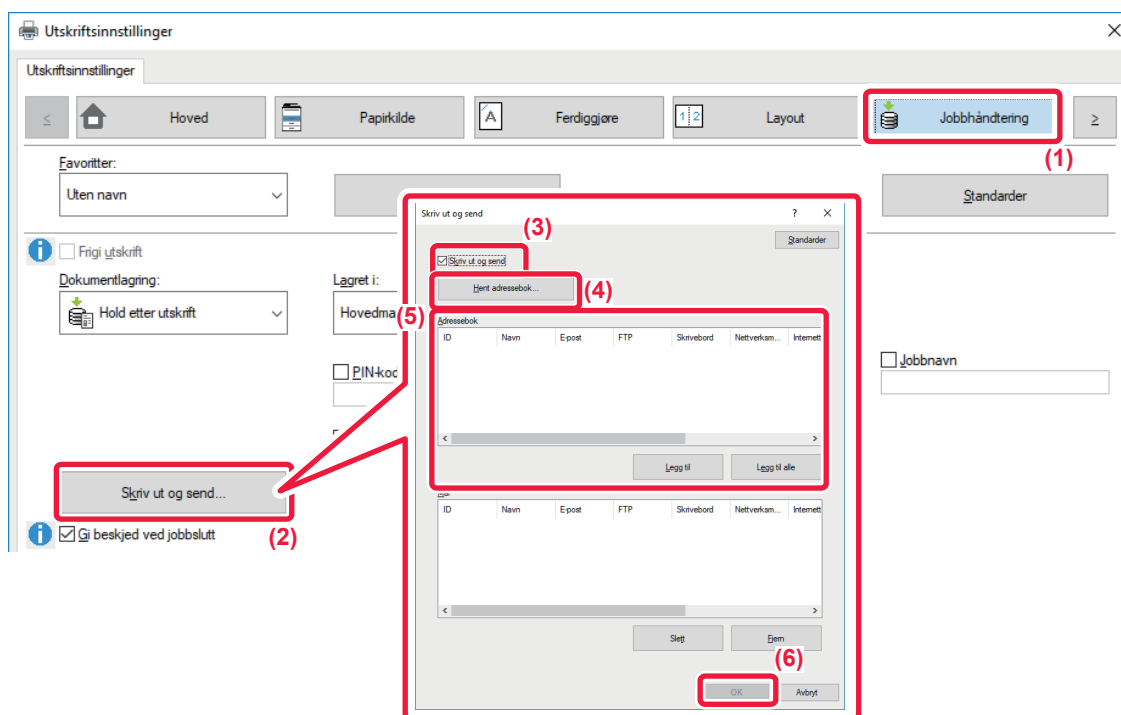 Utskriftsinnstillinger
Utskriftsinnstillinger
< Hoved Papirkilde Ferdiggjøre 1 2 Layout Jobbhåndtering >
(1)
Favoritter:
Uten navn
Standarder
Frigi utskrift
Dokumentlagring:
Hold etter utskrift
Lagret i:
Hovedma
PIN-kod
Jobbnavn
Skriv ut og send...
(2)
Gi beskjed ved jobbslutt
Skriv ut og send ? ×
Standarder
(3)
Skriv ut og send
Hent adressebok...
(4)
(5)
Adressebok
ID Navn E-post FTP Skrivebord Nettverksm... Internett
Legg til Legg til alle
ID Navn E-post FTP Skrivebord Nettverksm... Internett
Slett Fjern
(6)
OK Avbryt